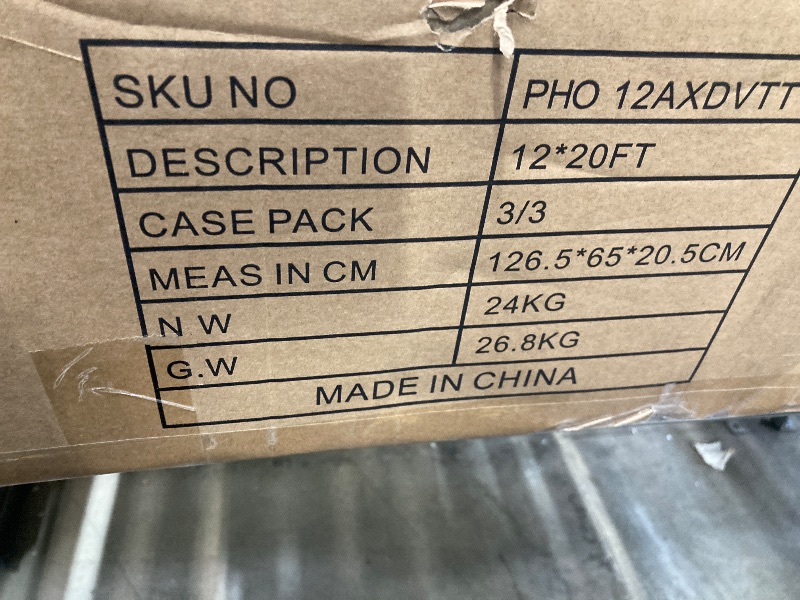 SKU NO PHO 12AXDVTT
DESCRIPTION 12*20FT
CASE PACK 3/3
MEAS IN CM 126.5*65*20.5CM
N W 24KG
G.W 26.8KG
MADE IN CHINA